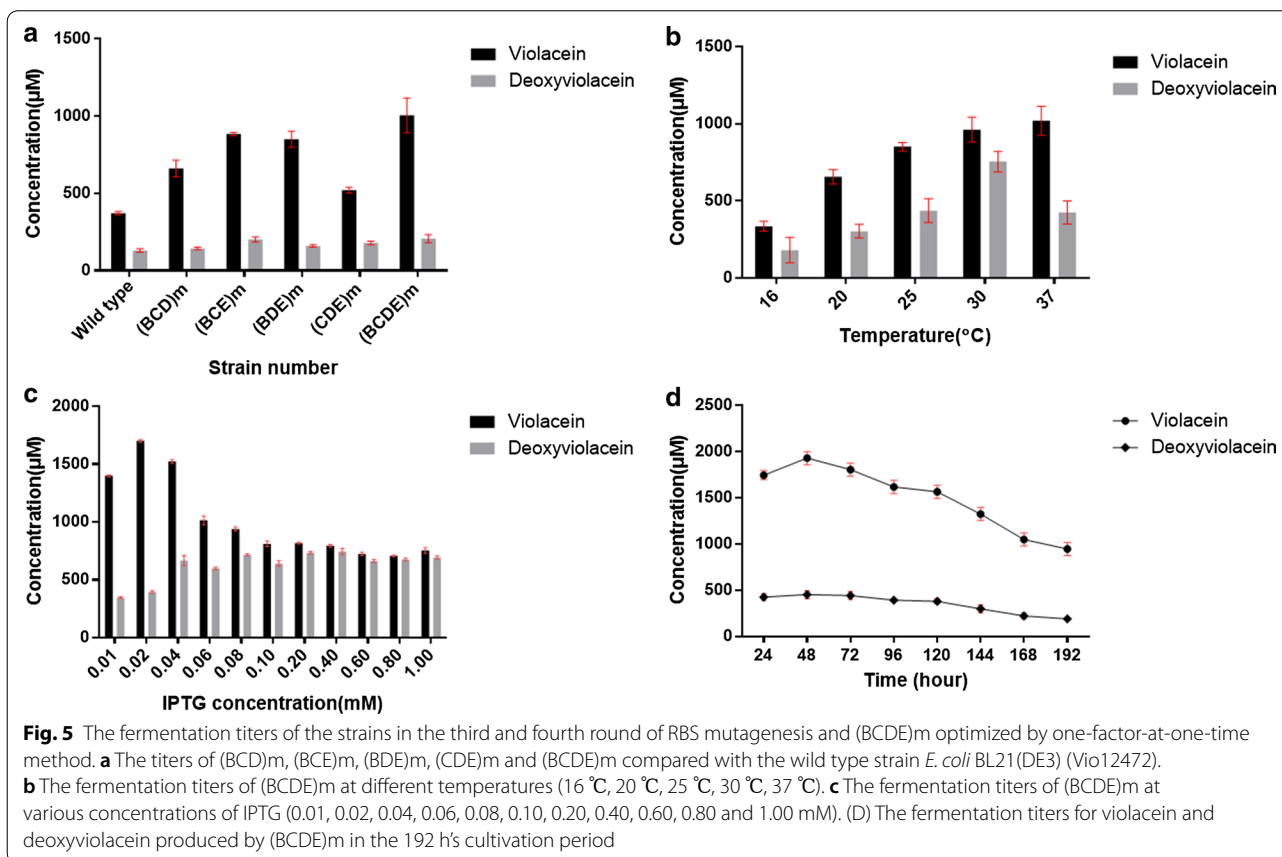 a
1500
1000
500
0
Concentration(µM)
Violacein
Deoxyviolacein
Wild type
(BCD)m
(BCE)m
(BDE)m
(CDE)m
(BCDE)m
Strain number
b
1500
1000
500
0
Concentration(µM)
Violacein
Deoxyviolacein
16
20
25
30
37
Temperature(°C)
c
2000
1500
1000
500
0
Concentration(µM)
Violacein
Deoxyviolacein
0.01
0.02
0.04
0.06
0.08
0.10
0.20
0.40
0.60
0.80
1.00
IPTG concentration(mM)
d
2500
2000
1500
1000
500
0
Concentration(µM)
Violacein
Deoxyviolacein
24 48 72 96 120 144 168 192
Time (hour)
Fig. 5 The fermentation titers of the strains in the third and fourth round of RBS mutagenesis and (BCDE)m optimized by one-factor-at-one-time
method. a The titers of (BCD)m, (BCE)m, (BDE)m, (CDE)m and (BCDE)m compared with the wild type strain E. coli BL21(DE3) (Vio12472).
b The fermentation titers of (BCDE)m at different temperatures (16 ℃, 20 ℃, 25 ℃, 30 ℃, 37 ℃). c The fermentation titers of (BCDE)m at
various concentrations of IPTG (0.01, 0.02, 0.04, 0.06, 0.08, 0.10, 0.20, 0.40, 0.60, 0.80 and 1.00 mM). (D) The fermentation titers for violacein and
deoxyviolacein produced by (BCDE)m in the 192 h's cultivation period